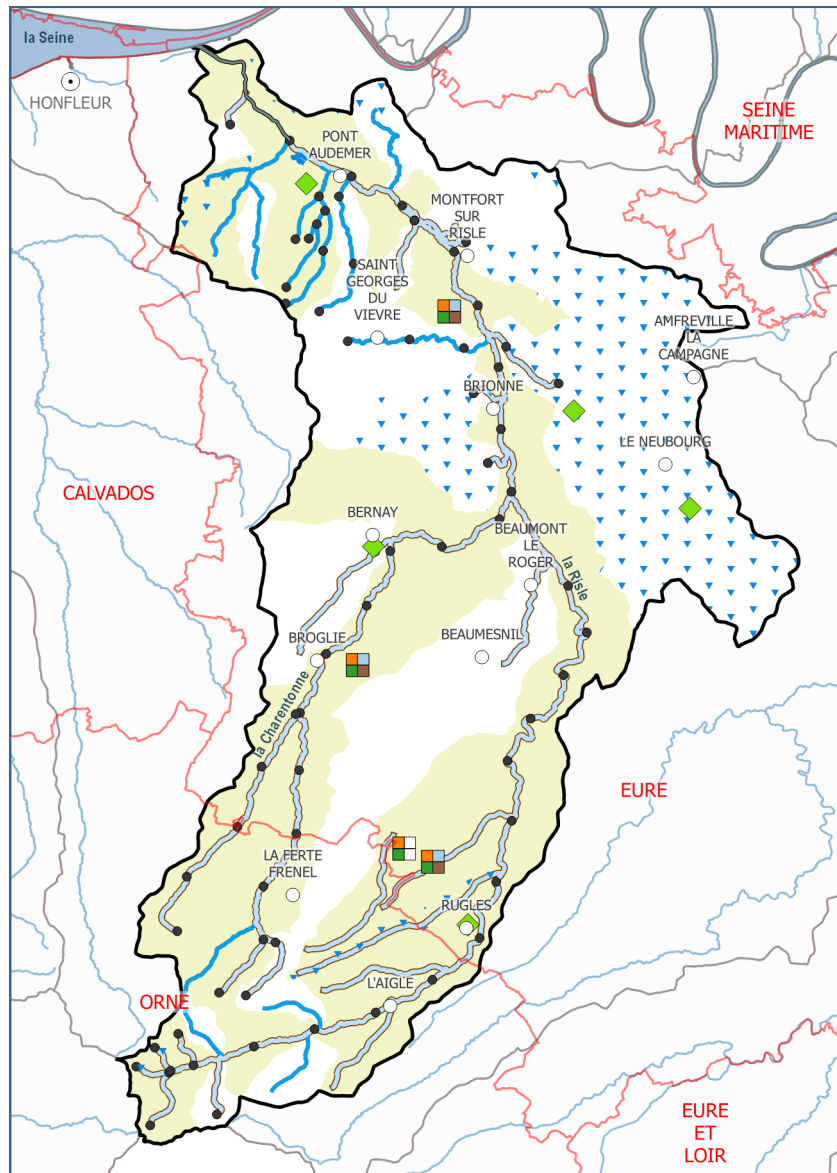 la Seine
HONFLEUR
SEINE
MARITIME
PONT
AUDEMER
MONTFORT
SUR
RISLE
SAINT
GEORGES
DU
VIEVRE
AMFREVILLE
LA
CAMPAGNE
BRIONNE
LE NEUBOURG
CALVADOS
BERNAY
BEAUMONT
LE
ROGER
la Risle
BROGLIE
BEAUMESNIL
la Charentonne
EURE
LA FERTE
FRENEL
RUGLES
L'AIGLE
ORNE
EURE
ET
LOIR